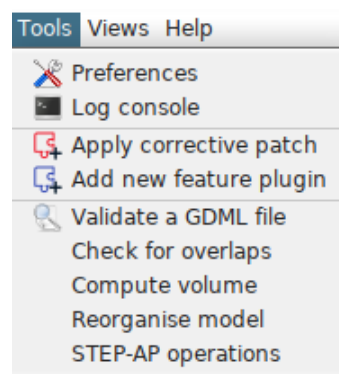 Tools Views Help
Preferences
Log console
Apply corrective patch
Add new feature plugin
Validate a GDML file
Check for overlaps
Compute volume
Reorganise model
STEP-AP operations